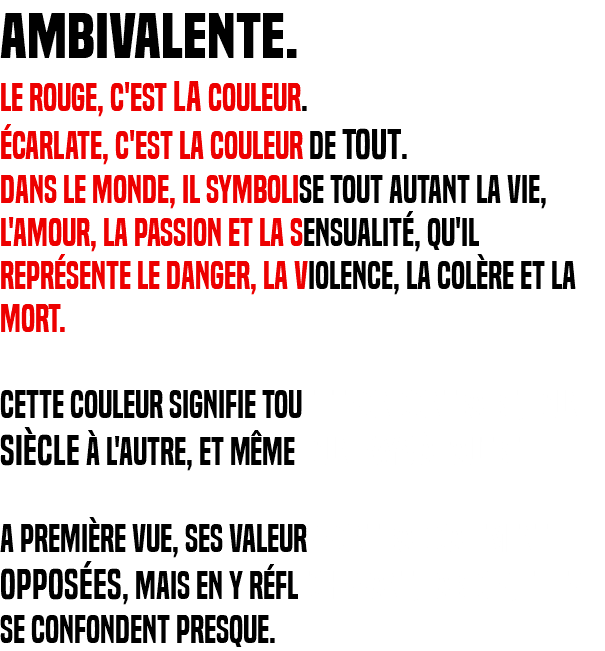 AMBIVALENTE.
LE ROUGE, C'EST LA COULEUR.
ÉCARLATE, C'EST LA COULEUR DE TOUT.
DANS LE MONDE, IL SYMBOLISE TOUT AUTANT LA VIE,
L'AMOUR, LA PASSION ET LA SENSUALITÉ, QU'IL
REPRÉSENTE LE DANGER, LA VIOLENCE, LA COLÈRE ET LA
MORT.
CETTE COULEUR SIGNIFIE TOU
SIÈCLE À L'AUTRE, ET MÊME
A PREMIÈRE VUE, SES VALEUR
OPPOSÉES, MAIS EN Y RÉFL
SE CONFONDENT PRESQUE.